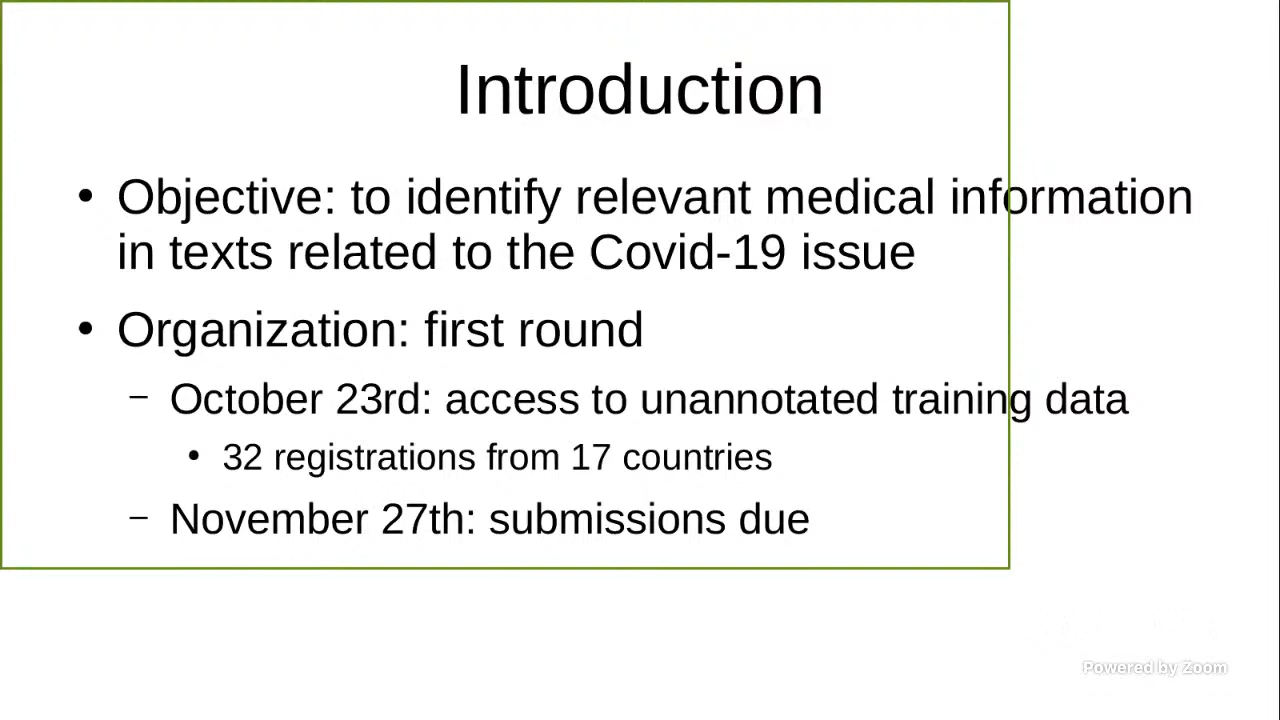 Introduction
• Objective: to identify relevant medical information
in texts related to the Covid-19 issue
• Organization: first round
– October 23rd: access to unannotated training data
• 32 registrations from 17 countries
– November 27th: submissions due
Powered by Zoom